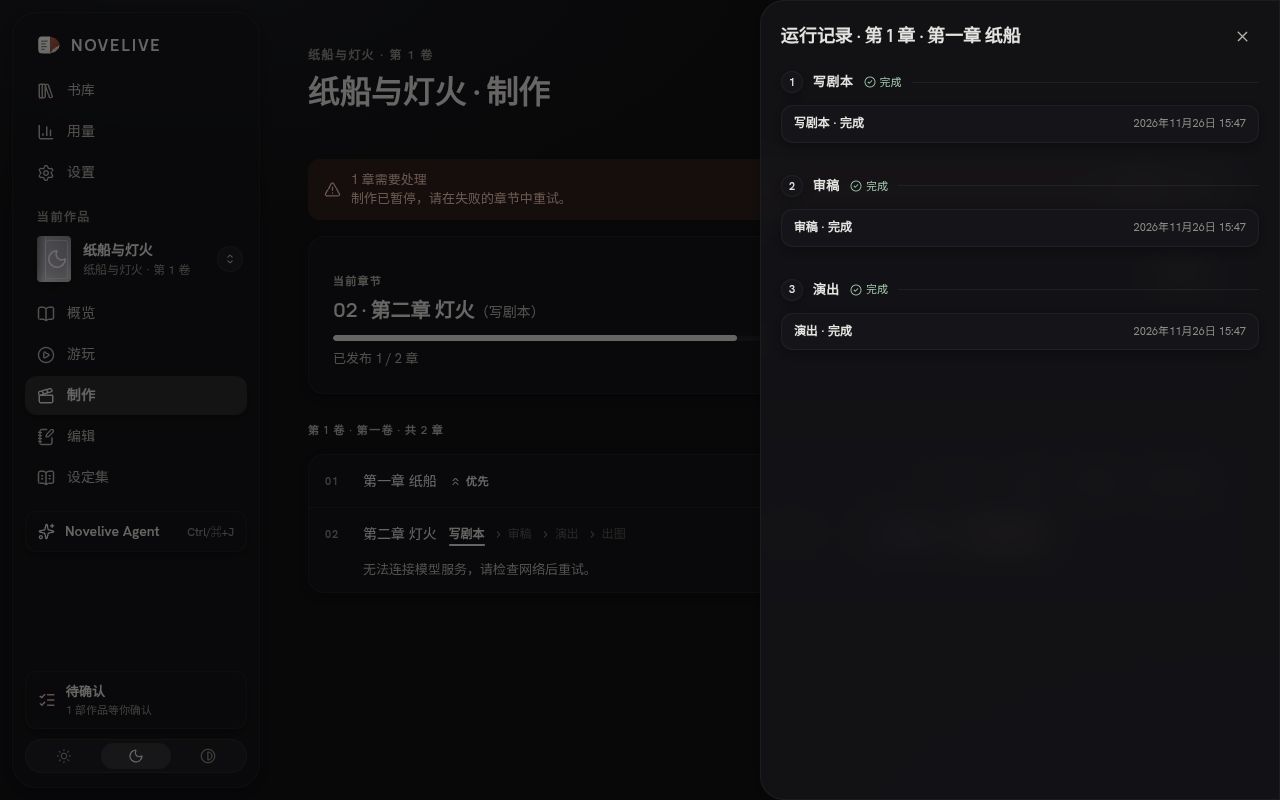 NOVELIVE
书库
用量
设置
当前作品
纸船与灯火
纸船与灯火 · 第 1 卷
概览
游玩
制作
编辑
设定集
Novelive Agent Ctrl/⌘+J
待确认
1 部作品等你确认
纸船与灯火 · 第 1 卷
纸船与灯火 · 制作
1 章需要处理
制作已暂停，请在失败的章节中重试。
当前章节
02 · 第二章 灯火（写剧本）
已发布 1 / 2 章
第 1 卷 · 第一卷 · 共 2 章
01 第一章 纸船 优先
02 第二章 灯火 写剧本 › 审稿 › 演出 › 出图
无法连接模型服务，请检查网络后重试。
运行记录 · 第 1 章 · 第一章 纸船
1 写剧本 完成
写剧本 · 完成 2026年11月26日 15:47
2 审稿 完成
审稿 · 完成 2026年11月26日 15:47
3 演出 完成
演出 · 完成 2026年11月26日 15:47